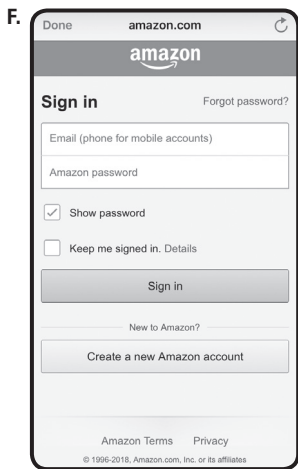 F.
Done amazon.com
amazon
Sign in Forgot password?
Email (phone for mobile accounts)
Amazon password
Show password
Keep me signed in. Details
Sign in
New to Amazon?
Create a new Amazon account
Amazon Terms Privacy
© 1996-2018, Amazon.com, Inc. or its affiliates